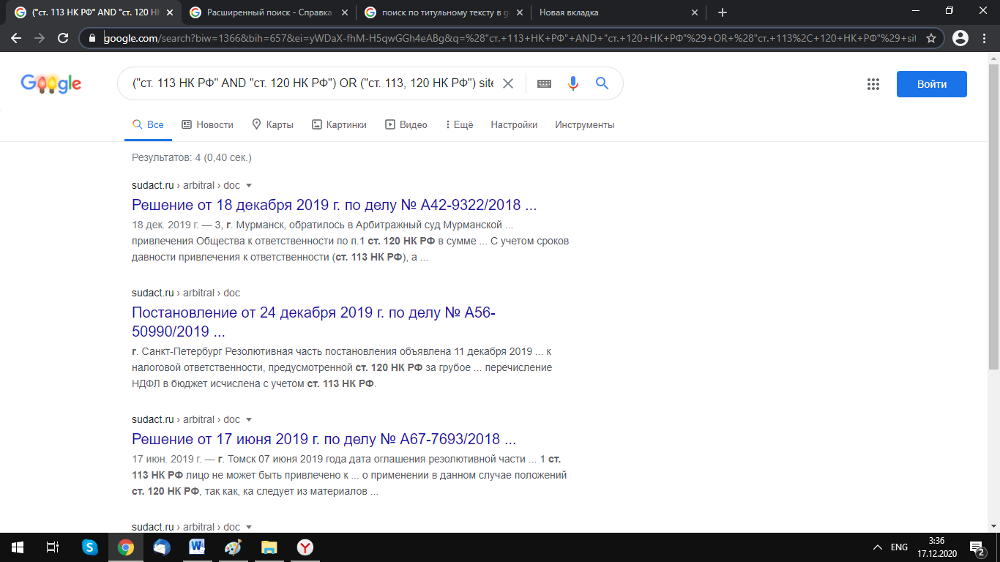 ("ст. 113 НК РФ" AND "ст. 120 НК
Расширенный поиск - Справка
поиск по титульному тексту в go
Новая вкладка
google.com/search?biw=1366&bih=657&ei=yWDaX-fhM-H5qwGGh4eABg&q=%28"ст.+113+НК+РФ"+AND+"ст.+120+НК+РФ"%29+OR+%28"ст.+113%2C+120+НК+РФ"%29+sit
Google
("ст. 113 НК РФ" AND "ст. 120 НК РФ") OR ("ст. 113, 120 НК РФ") site
Войти
Все Новости Карты Картинки Видео Ещё Настройки Инструменты
Результатов: 4 (0,40 сек.)
sudact.ru › arbitral › doc
Решение от 18 декабря 2019 г. по делу № А42-9322/2018 ...
18 дек. 2019 г. — 3, г. Мурманск, обратилось в Арбитражный суд Мурманской ...
привлечения Общества к ответственности по п.1 ст. 120 НК РФ в сумме ... С учетом сроков
давности привлечения к ответственности (ст. 113 НК РФ), а ...
sudact.ru › arbitral › doc
Постановление от 24 декабря 2019 г. по делу № А56-
50990/2019 ...
г. Санкт-Петербург Резолютивная часть постановления объявлена 11 декабря 2019 ... к
налоговой ответственности, предусмотренной ст. 120 НК РФ за грубое ... перечисление
НДФЛ в бюджет исчислена с учетом ст. 113 НК РФ.
sudact.ru › arbitral › doc
Решение от 17 июня 2019 г. по делу № А67-7693/2018 ...
17 июн. 2019 г. — г. Томск 07 июня 2019 года дата оглашения резолютивной части ... 1 ст.
113 НК РФ лицо не может быть привлечено к ... о применении в данном случае положений
ст. 120 НК РФ, так как, ка следует из материалов ...
sudact.ru › arbitral › doc
ENG
3:36
17.12.2020
2